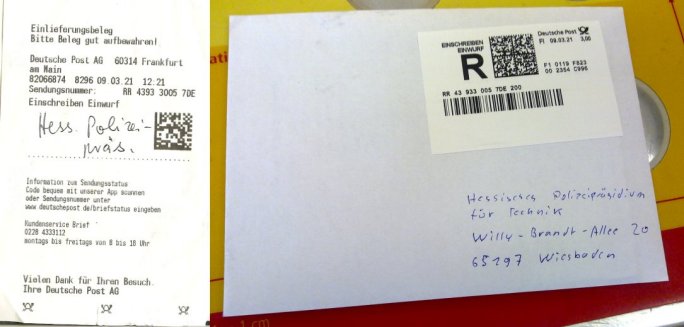 Einlieferungsbeleg
Bitte Beleg gut aufbewahren!
Deutsche Post AG 60314 Frankfurt
am Main
82066874 8296 09.03.21 12.21
Sendungsnummer: RR 4393 3005 7DE
Einschreiben Einwurf
Hess. Polizei-
präs.
Information zum Sendungsstatus
Code bequem mit unserer App scannen
oder Sendungsnummer unter
www.deutschepost.de/briefstatus eingeben
Kundenservice Brief
0228 4333112
montags bis freitags von 8 bis 18 Uhr
Vielen Dank für Ihren Besuch.
Ihre Deutsche Post AG
EINSCHREIBEN
EINWURF
R
Deutsche Post
FI 09.03.21 3,00
F1 0119 F823
00 2354 C996
RR 43 933 005 7DE 200
Hessisches Polizeipräsidium
für Technik
Willy-Brandt-Allee 20
65197 Wiesbaden
1 cm